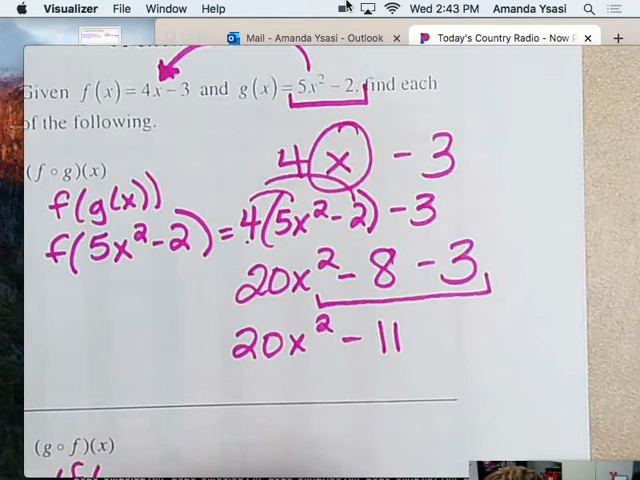 Visualizer Window Help Wed 2:43 PM Amanda Ysasi
Mail - Amanda Ysasi - Outlook × Today's Country Radio - Now P ×
Given f(x) = 4x − 3 and g(x) = 5x² − 2, find each
of the following.
4 x − 3
(f ∘ g)(x)
f(g(x))
f(5x² − 2) = 4(5x² − 2) − 3
20x² − 8 − 3
20x² − 11
(g ∘ f)(x)